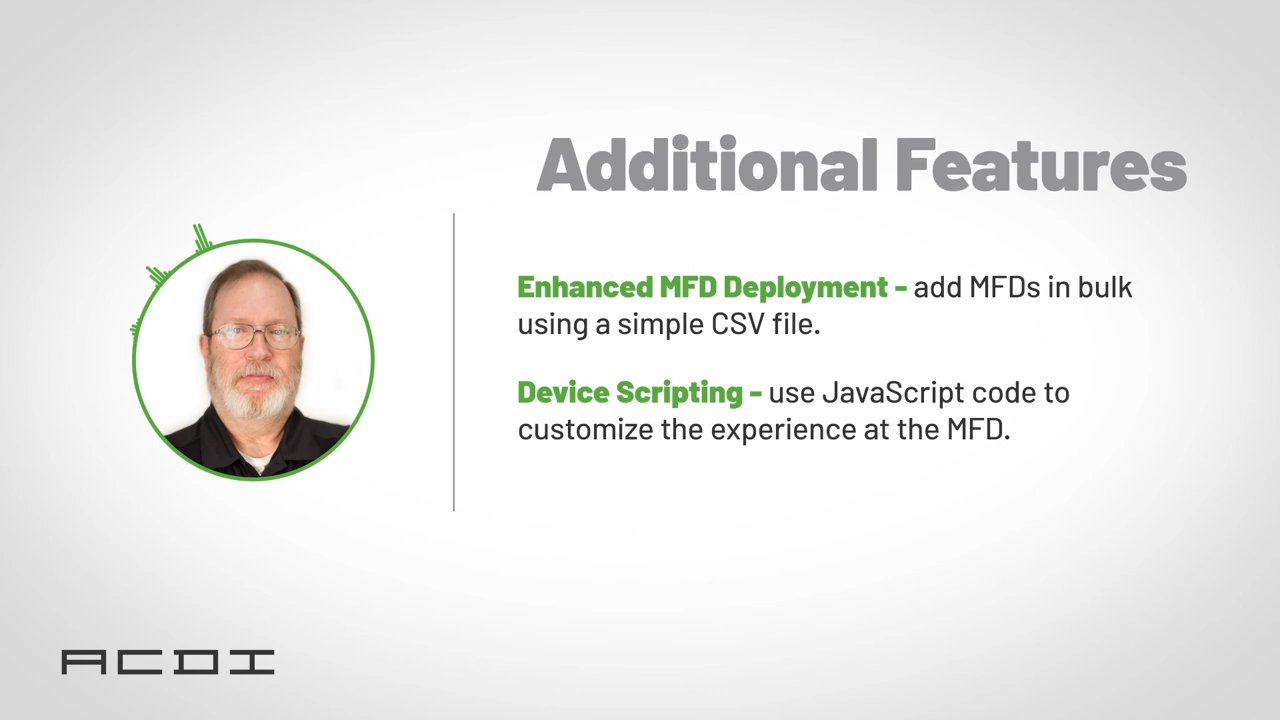 Additional Features
Enhanced MFD Deployment - add MFDs in bulk
using a simple CSV file.
Device Scripting - use JavaScript code to
customize the experience at the MFD.
ACDI